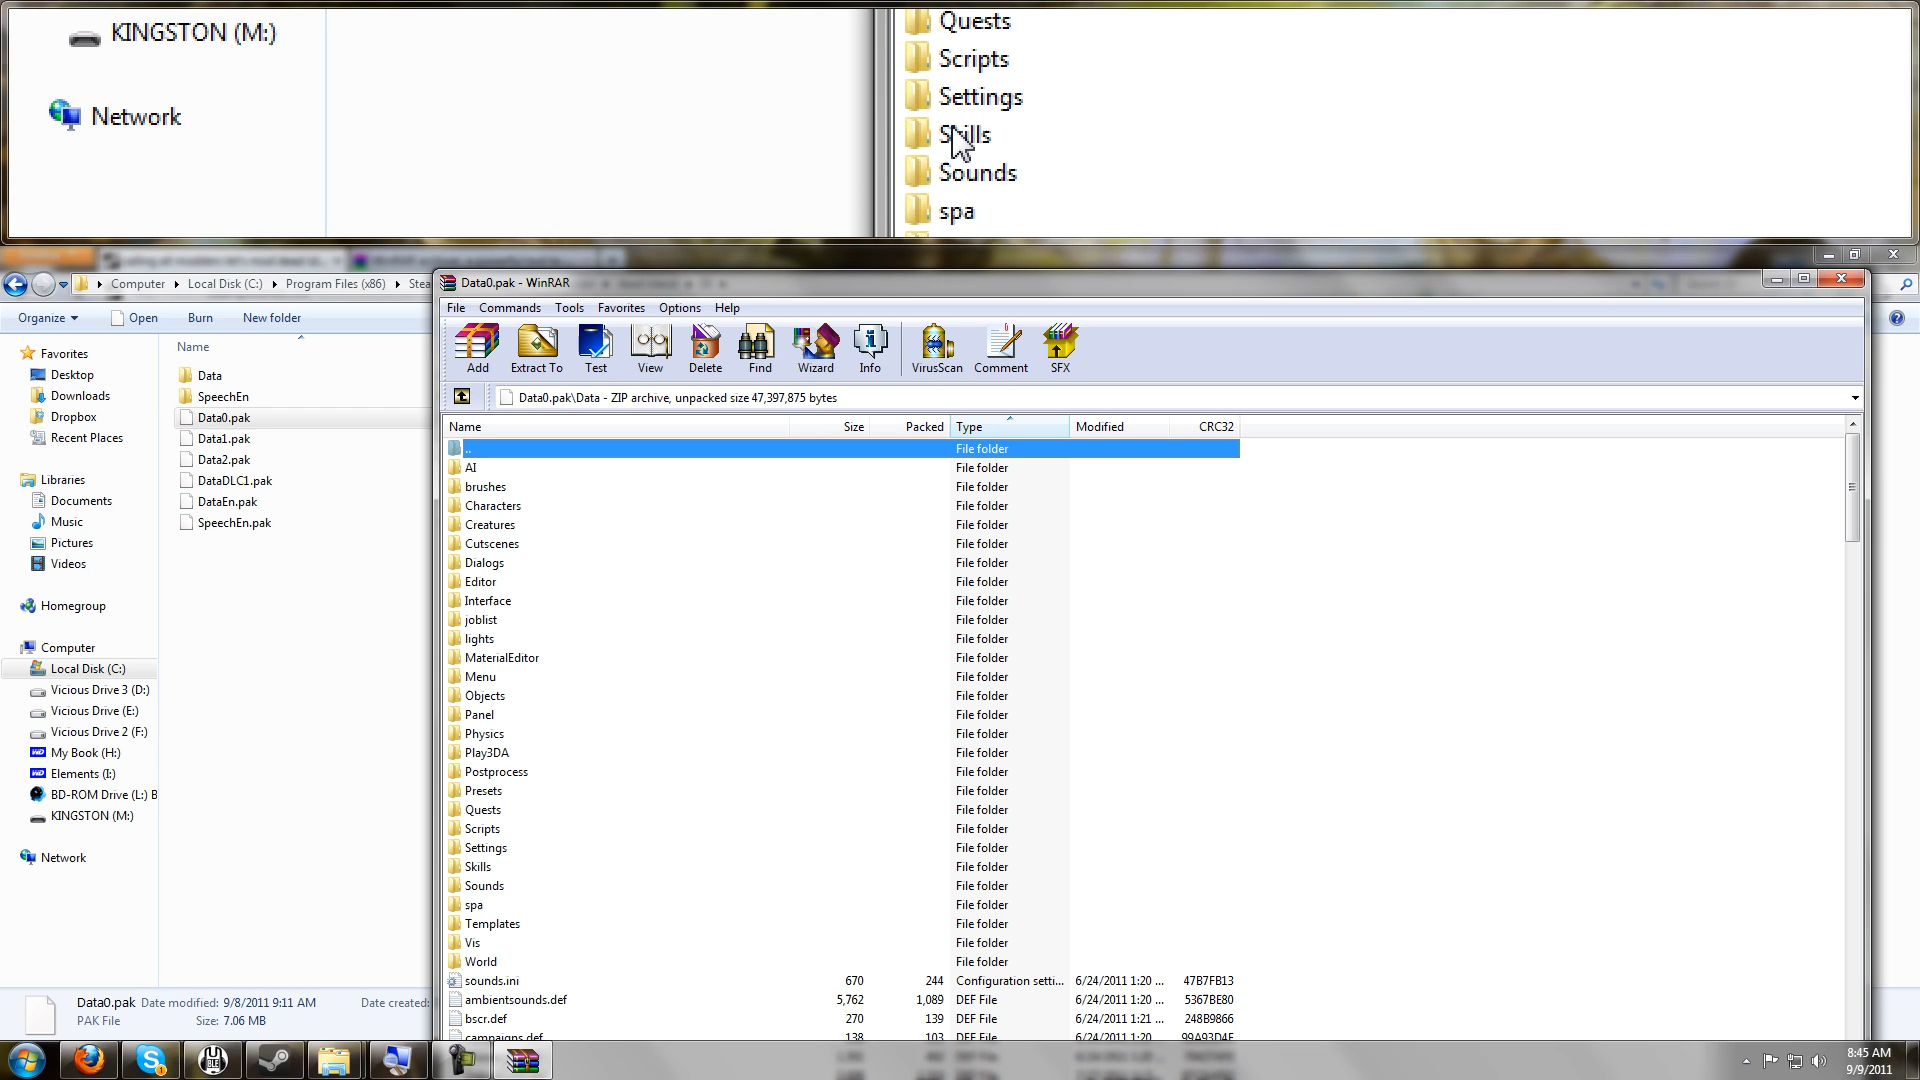 KINGSTON (M:)
Network
Quests
Scripts
Settings
Skills
Sounds
spa
Computer
Local Disk (C:)
Program Files (x86)
Stea
Organize
Open
Burn
New folder
Favorites
Desktop
Downloads
Dropbox
Recent Places
Libraries
Documents
Music
Pictures
Videos
Homegroup
Computer
Local Disk (C:)
Vicious Drive 3 (D:)
Vicious Drive (E:)
Vicious Drive 2 (F:)
My Book (H:)
Elements (I:)
BD-ROM Drive (L:) B
KINGSTON (M:)
Network
Name
Data
SpeechEn
Data0.pak
Data1.pak
Data2.pak
DataDLC1.pak
DataEn.pak
SpeechEn.pak
Data0.pak Date modified: 9/8/2011 9:11 AM Date created:
PAK File Size: 7.06 MB
Data0.pak - WinRAR
File Commands Tools Favorites Options Help
Add Extract To Test View Delete Find Wizard Info VirusScan Comment SFX
Data0.pak\Data - ZIP archive, unpacked size 47,397,875 bytes
Name Size Packed Type Modified CRC32
.. File folder
AI File folder
brushes File folder
Characters File folder
Creatures File folder
Cutscenes File folder
Dialogs File folder
Editor File folder
Interface File folder
joblist File folder
lights File folder
MaterialEditor File folder
Menu File folder
Objects File folder
Panel File folder
Physics File folder
Play3DA File folder
Postprocess File folder
Presets File folder
Quests File folder
Scripts File folder
Settings File folder
Skills File folder
Sounds File folder
spa File folder
Templates File folder
Vis File folder
World File folder
sounds.ini 670 244 Configuration setti... 6/24/2011 1:20 ... 47B7FB13
ambientsounds.def 5,762 1,089 DEF File 6/24/2011 1:20 ... 5367BE80
bscr.def 270 139 DEF File 6/24/2011 1:21 ... 248B9866
campaigns.def 138 103 DEF File 6/24/2011 1:20 ... 99A93D4F
8:45 AM
9/9/2011